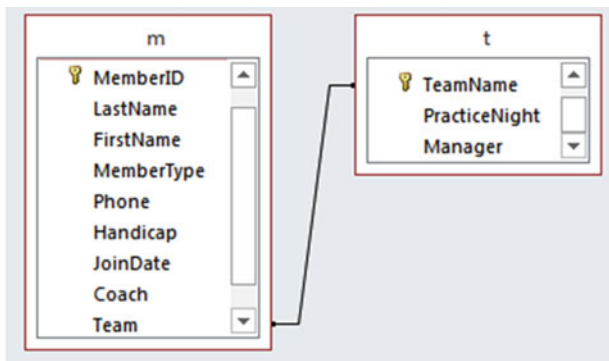 m
MemberID
LastName
FirstName
MemberType
Phone
Handicap
JoinDate
Coach
Team
t
TeamName
PracticeNight
Manager